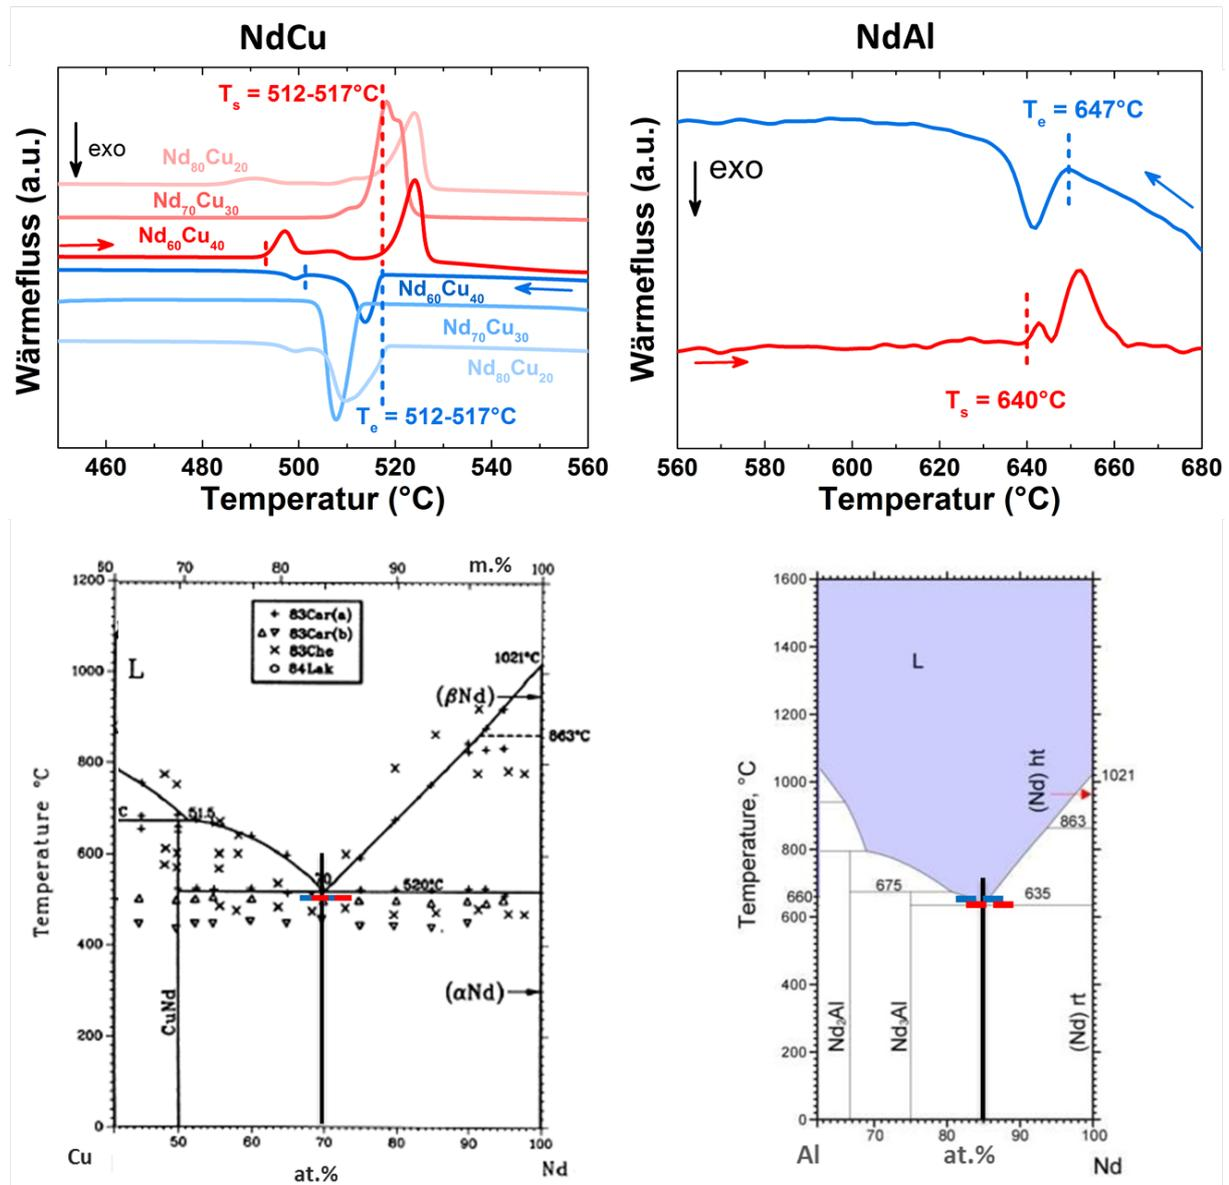 NdCu
NdAl
T_s = 512-517°C
exo
Nd80Cu20
Nd70Cu30
Nd60Cu40
Nd60Cu40
Nd70Cu30
Nd80Cu20
T_e = 512-517°C
Wärmefluss (a.u.)
460 480 500 520 540 560
Temperatur (°C)
T_e = 647°C
exo
T_s = 640°C
Wärmefluss (a.u.)
560 580 600 620 640 660 680
Temperatur (°C)
50 70 80 90 m.% 100
1200
1000
800
600
400
200
0
Temperature °C
+ 83Car(a)
△▽ 83Car(b)
× 83Che
○ 84Lak
L
1021°C
(βNd)
863°C
C
51.5
70
520°C
(αNd)
CuNd
50 60 70 80 90 100
Cu
at.%
Nd
1600
1400
1200
1000
800
660
600
400
200
0
Temperature, °C
L
(Nd) ht
1021
863
675
635
Nd2Al
Nd3Al
(Nd) rt
70 80 90 100
Al
at.%
Nd